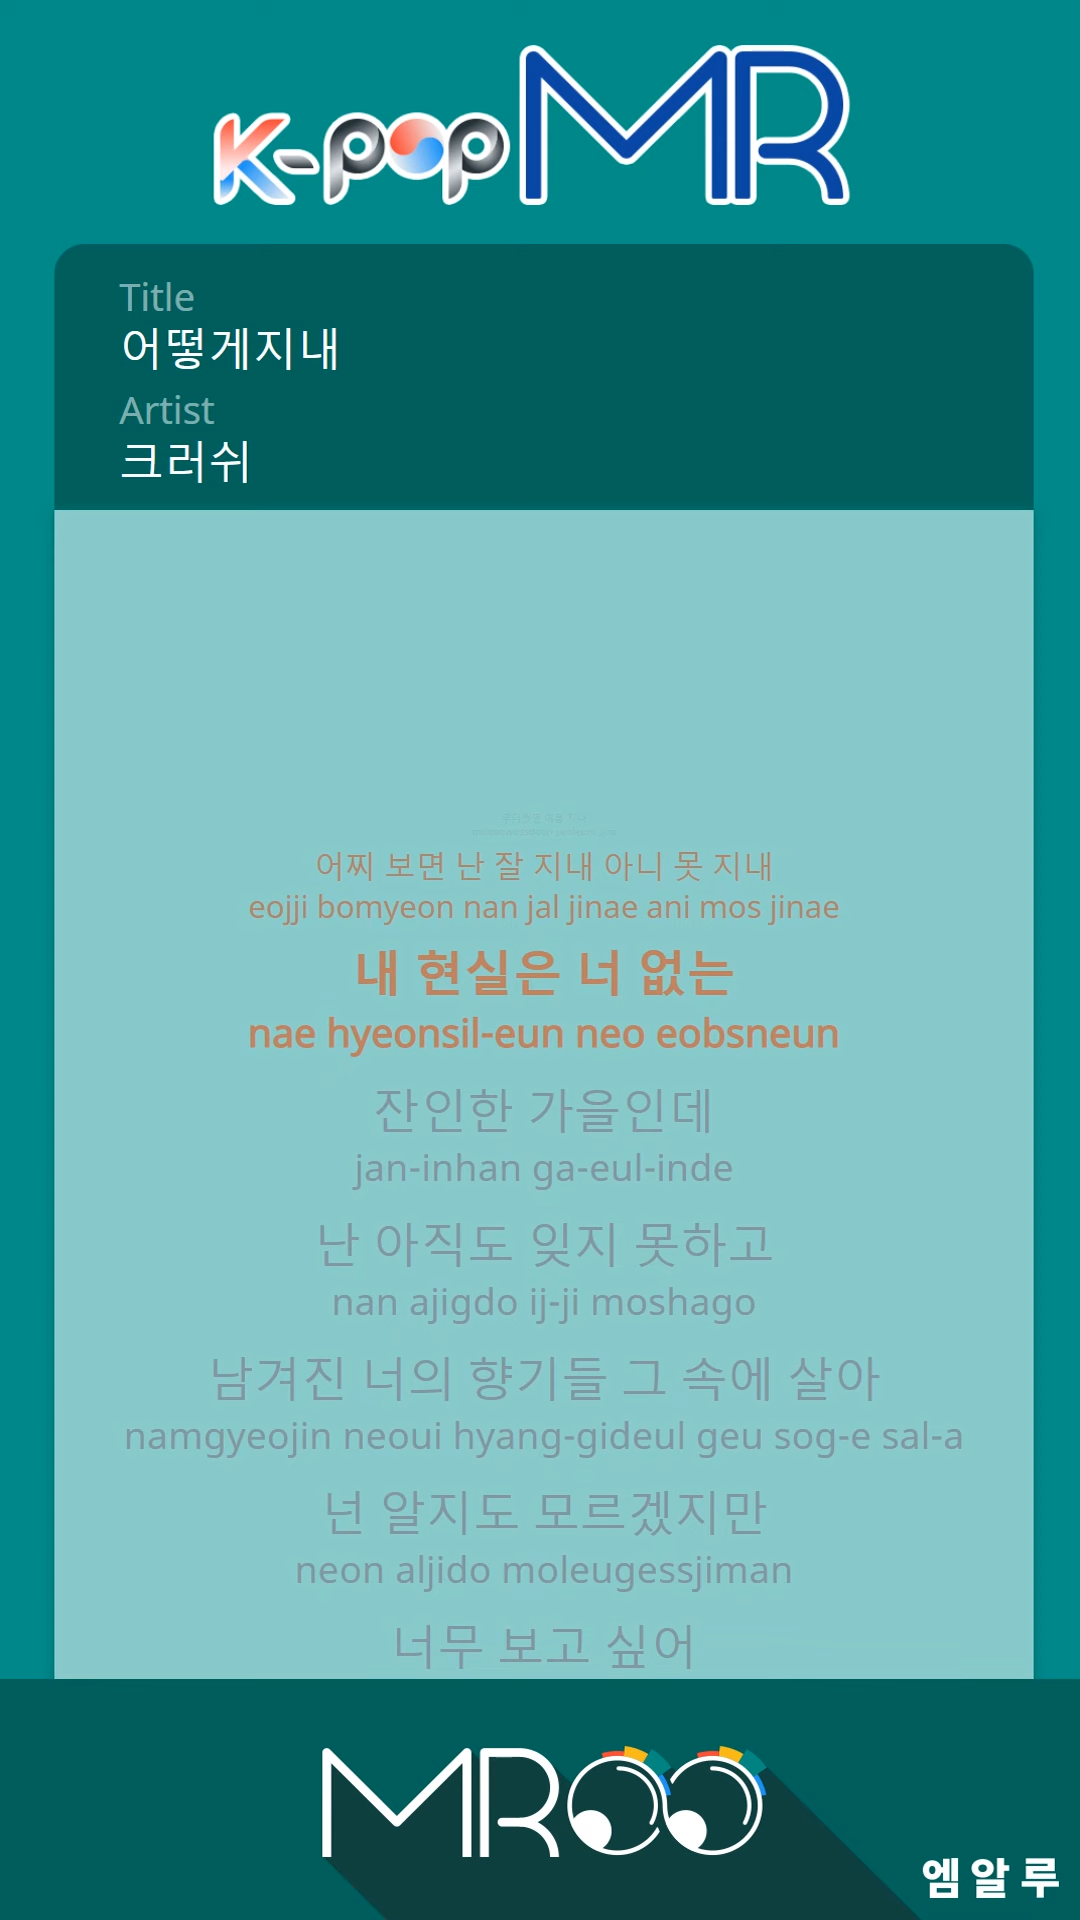 K-pop MR
Title
어떻게지내
Artist
크러쉬
어찌 보면 난 잘 지내 아니 못 지내
eojji bomyeon nan jal jinae ani mos jinae
내 현실은 너 없는
nae hyeonsil-eun neo eobsneun
잔인한 가을인데
jan-inhan ga-eul-inde
난 아직도 잊지 못하고
nan ajigdo ij-ji moshago
남겨진 너의 향기들 그 속에 살아
namgyeojin neoui hyang-gideul geu sog-e sal-a
넌 알지도 모르겠지만
neon aljido moleugessjiman
너무 보고 싶어
MROO
엠알루